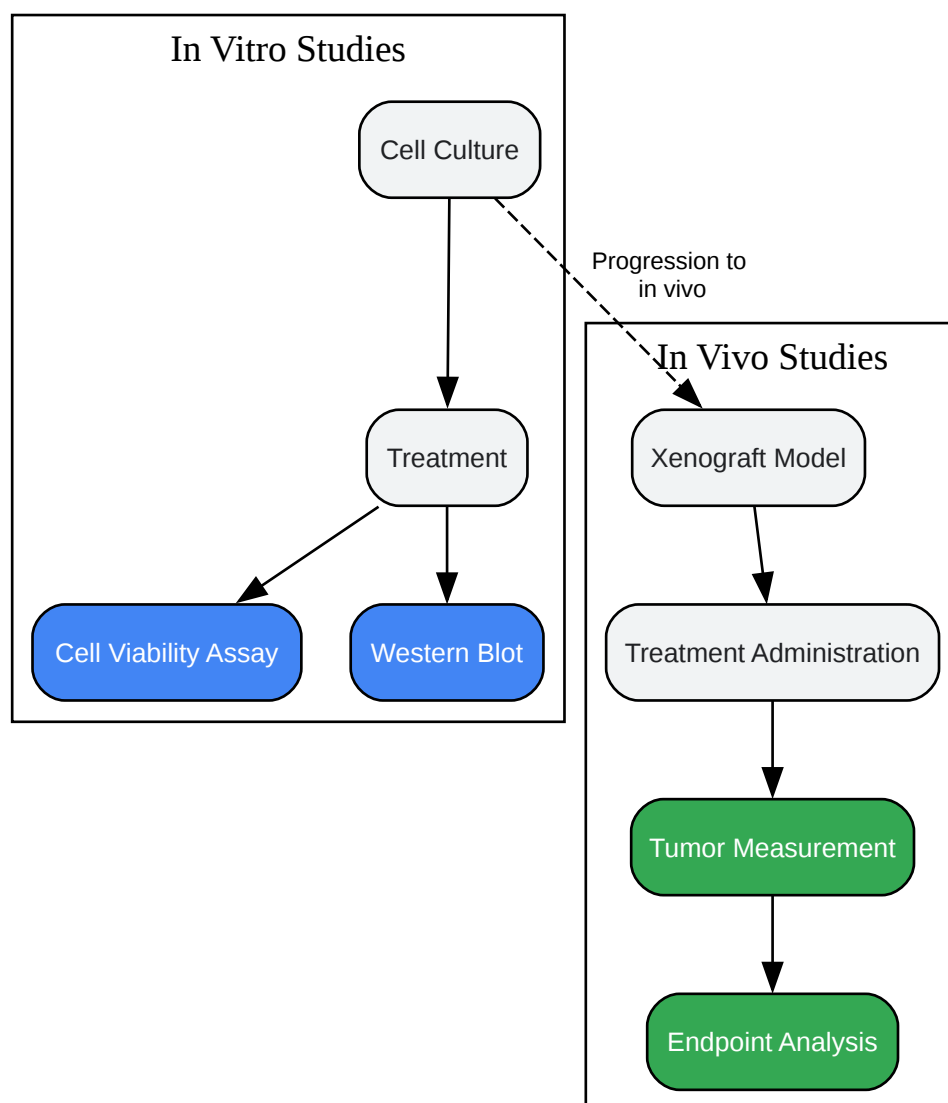 In Vitro Studies
Cell Culture
Progression to
in vivo
In Vivo Studies
Treatment
Xenograft Model
Cell Viability Assay
Western Blot
Treatment Administration
Tumor Measurement
Endpoint Analysis